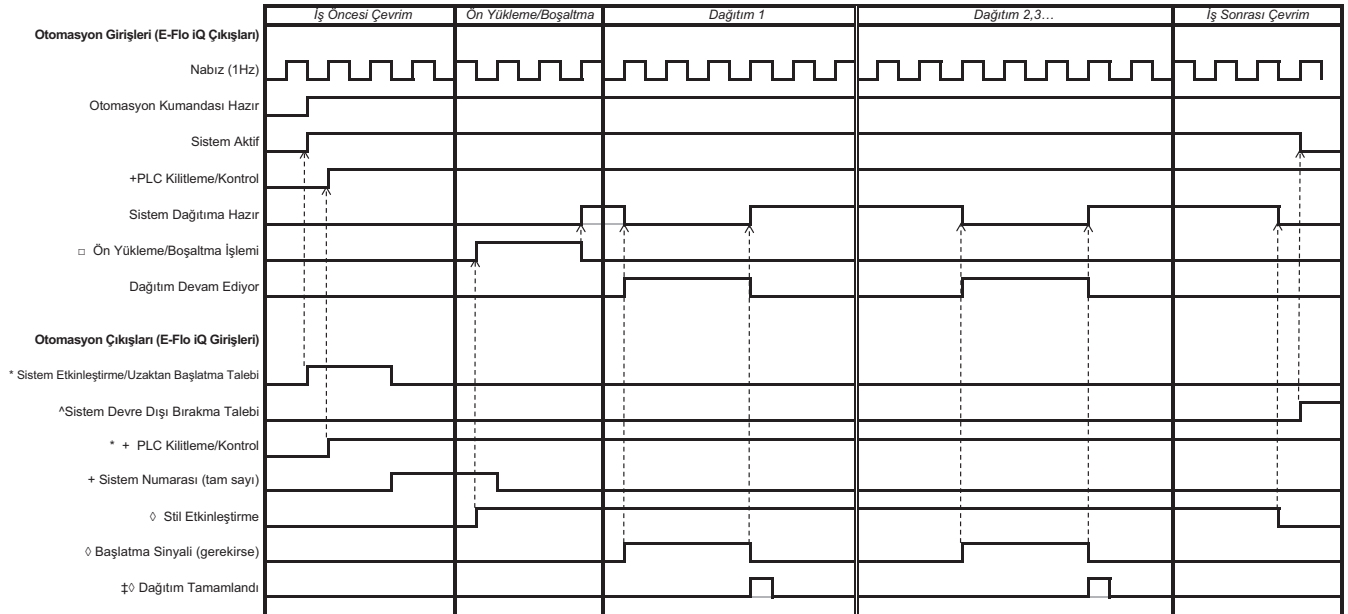 İş Öncesi Çevrim Ön Yükleme/Boşaltma Dağıtım 1 Dağıtım 2,3… İş Sonrası Çevrim
Otomasyon Girişleri (E-Flo iQ Çıkışları)
Nabız (1Hz)
Otomasyon Kumandası Hazır
Sistem Aktif
+PLC Kilitleme/Kontrol
Sistem Dağıtıma Hazır
□ Ön Yükleme/Boşaltma İşlemi
Dağıtım Devam Ediyor
Otomasyon Çıkışları (E-Flo iQ Girişleri)
* Sistem Etkinleştirme/Uzaktan Başlatma Talebi
^Sistem Devre Dışı Bırakma Talebi
* + PLC Kilitleme/Kontrol
+ Sistem Numarası (tam sayı)
◊ Stil Etkinleştirme
◊ Başlatma Sinyali (gerekirse)
‡◊ Dağıtım Tamamlandı